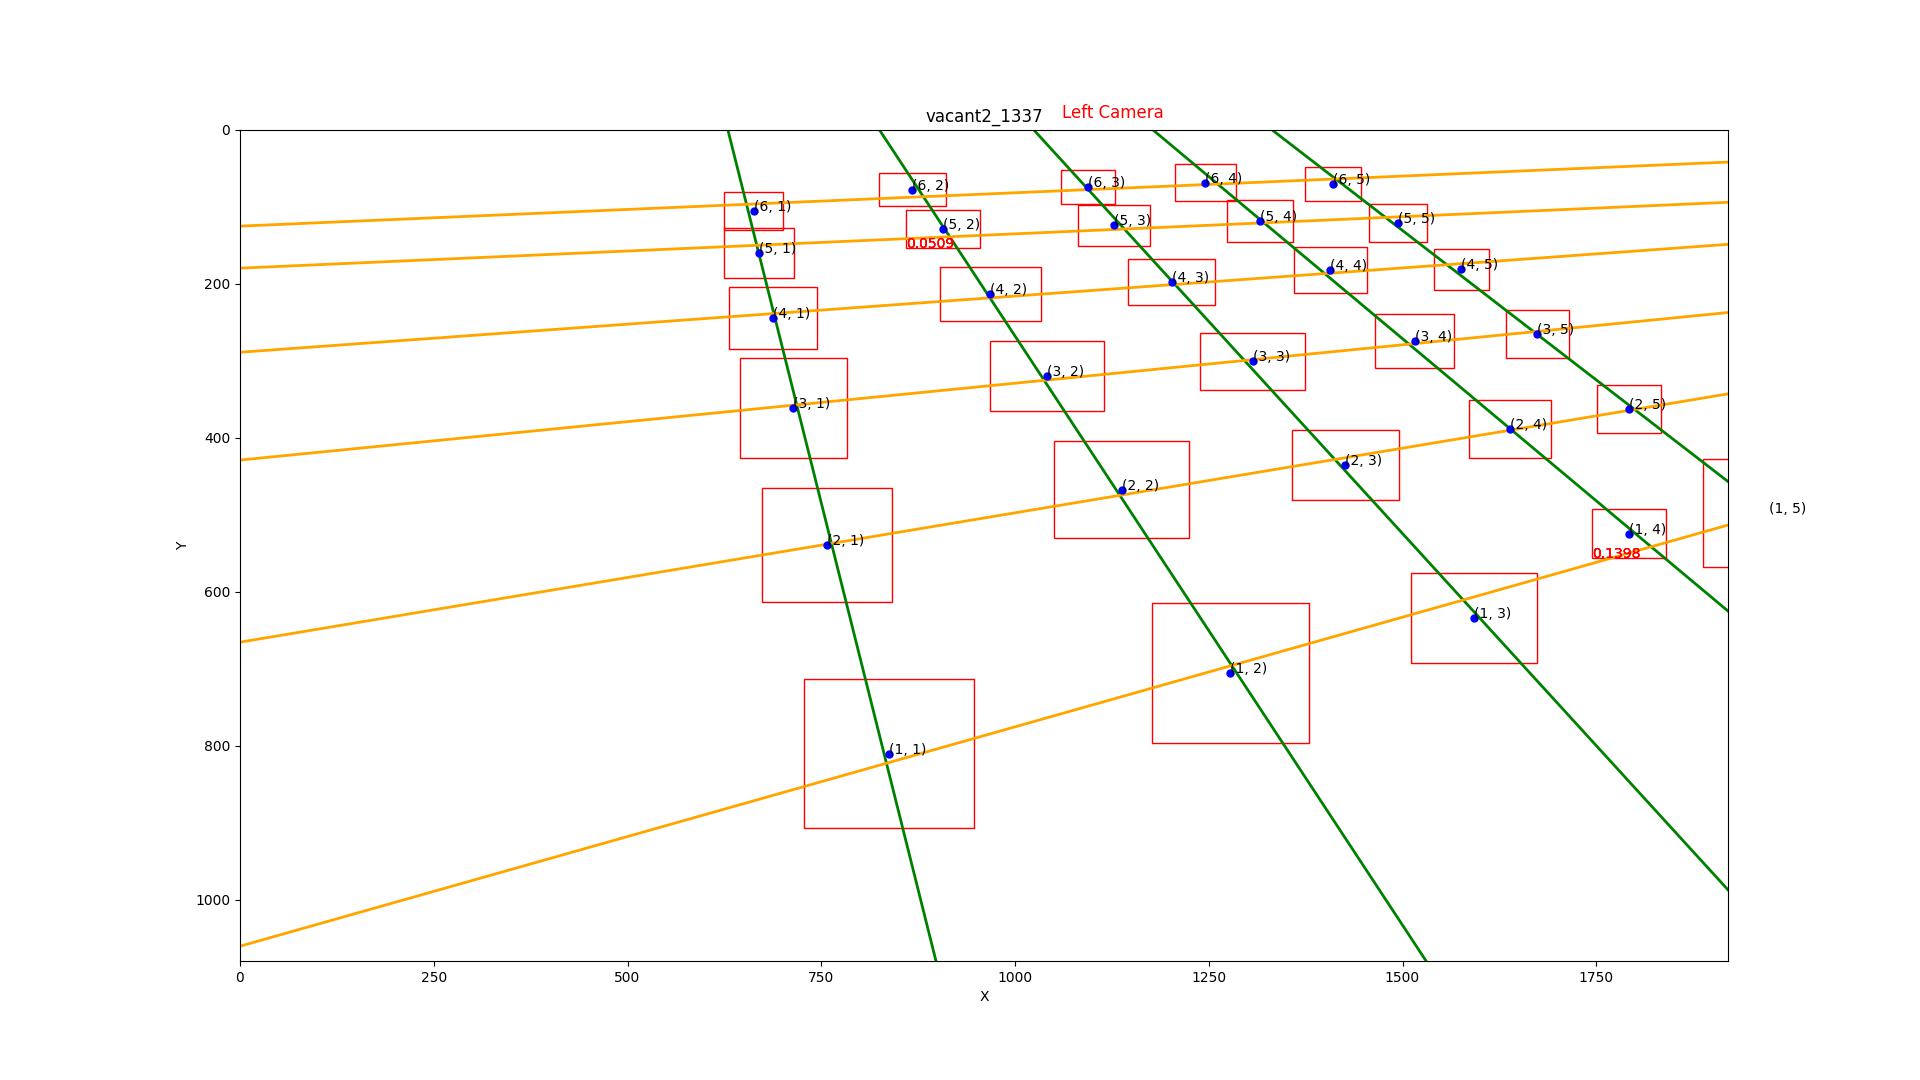 vacant2_1337 Left Camera
0
(6, 1) (6, 2) (6, 3) (6, 4) (6, 5)
(5, 1) (5, 2) (5, 3) (5, 4) (5, 5)
0.0509
200
(4, 1) (4, 2) (4, 3) (4, 4) (4, 5)
(3, 1) (3, 2) (3, 3) (3, 4) (3, 5)
400
(2, 1) (2, 2) (2, 3) (2, 4) (2, 5)
Y
600
(1, 1) (1, 2) (1, 3) (1, 4) (1, 5)
0.1398
800
1000
0 250 500 750 1000 1250 1500 1750
X